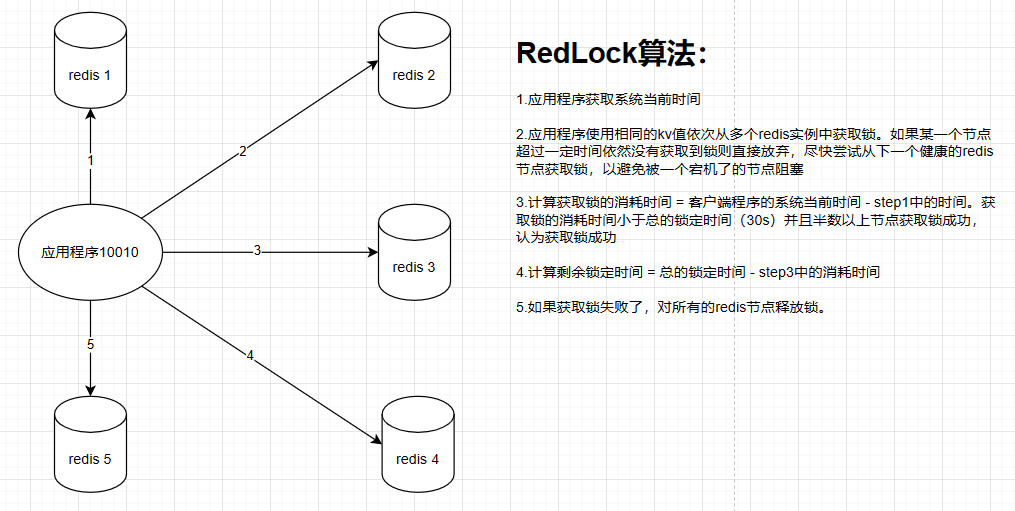 redis 1
redis 2
1
2
应用程序10010
3
redis 3
5
4
redis 5
redis 4
RedLock算法：
1.应用程序获取系统当前时间
2.应用程序使用相同的kv值依次从多个redis实例中获取锁。如果某一个节点
超过一定时间依然没有获取到锁则直接放弃，尽快尝试从下一个健康的redis
节点获取锁，以避免被一个宕机了的节点阻塞
3.计算获取锁的消耗时间 = 客户端程序的系统当前时间 - step1中的时间。获
取锁的消耗时间小于总的锁定时间（30s）并且半数以上节点获取锁成功，
认为获取锁成功
4.计算剩余锁定时间 = 总的锁定时间 - step3中的消耗时间
5.如果获取锁失败了，对所有的redis节点释放锁。